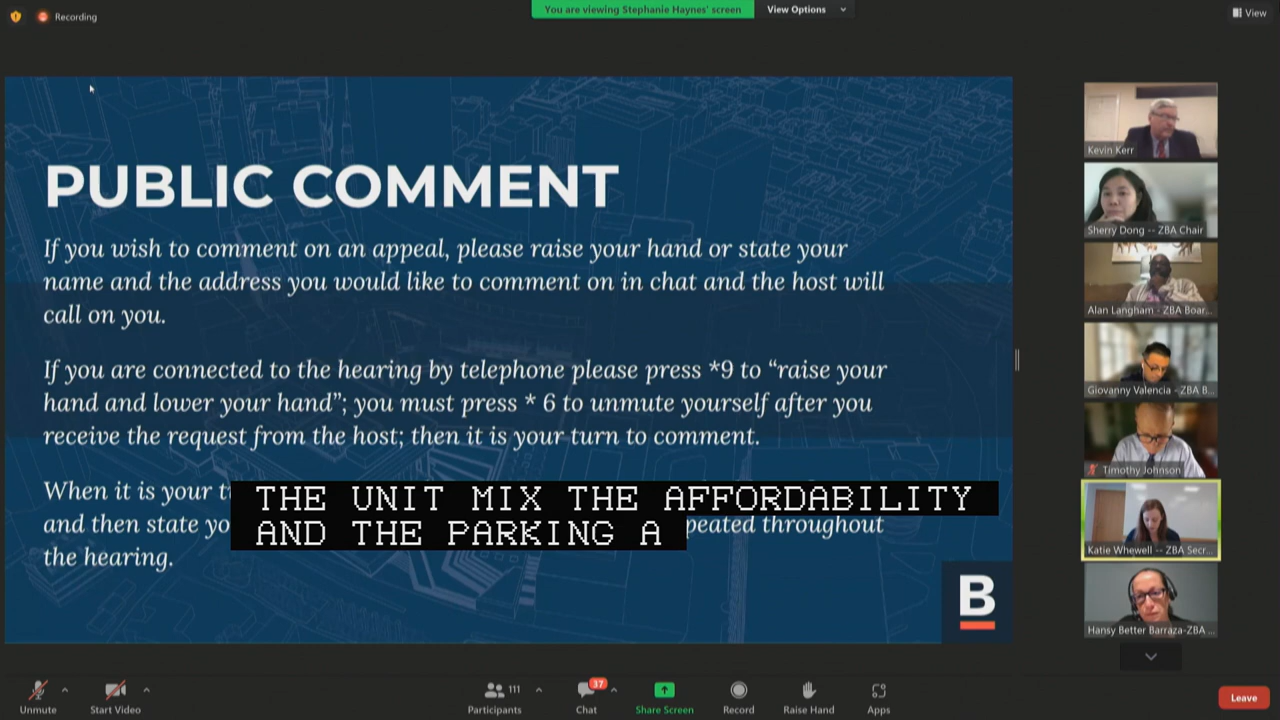 Recording
You are viewing Stephanie Haynes' screen
View Options
View
PUBLIC COMMENT
If you wish to comment on an appeal, please raise your hand or state your
name and the address you would like to comment on in chat and the host will
call on you.
If you are connected to the hearing by telephone please press *9 to “raise your
hand and lower your hand”; you must press * 6 to unmute yourself after you
receive the request from the host; then it is your turn to comment.
When it is your
and then state
peated throughout
the hearing.
THE UNIT MIX THE AFFORDABILITY
AND THE PARKING A
B
Kevin Kerr
Sherry Dong -- ZBA Chair
Alan Langham - ZBA Boar...
Giovanny Valencia - ZBA B...
Timothy Johnson
Katie Whewell -- ZBA Secr...
Hansy Better Barraza-ZBA ...
Unmute
Start Video
111
Participants
37
Chat
Share Screen
Record
Raise Hand
Apps
Leave